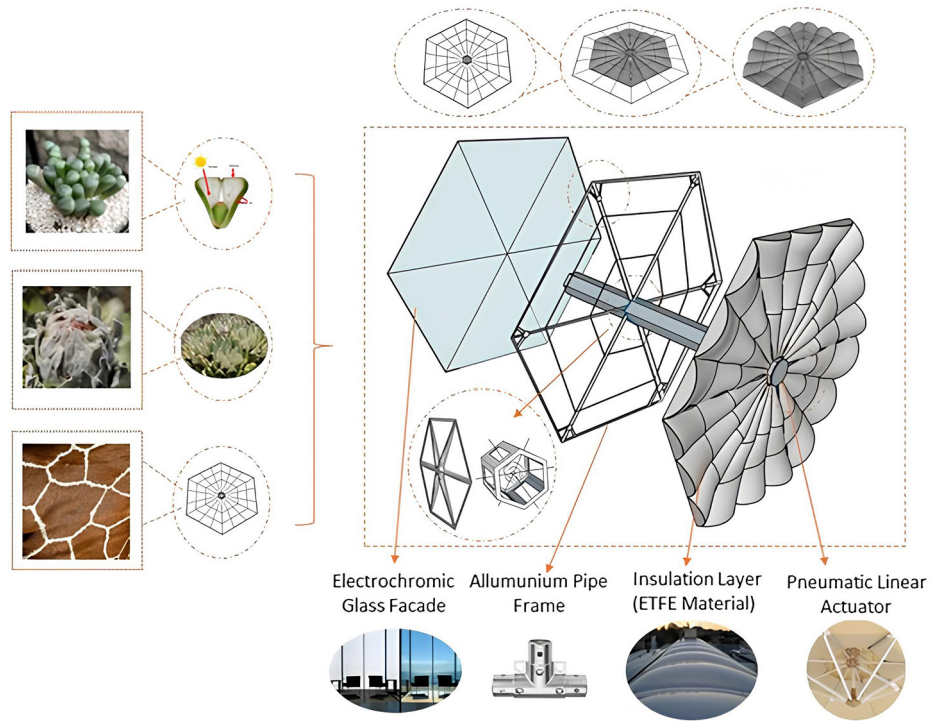 Electrochromic
Glass Facade
Allumunium Pipe
Frame
Insulation Layer
(ETFE Material)
Pneumatic Linear
Actuator